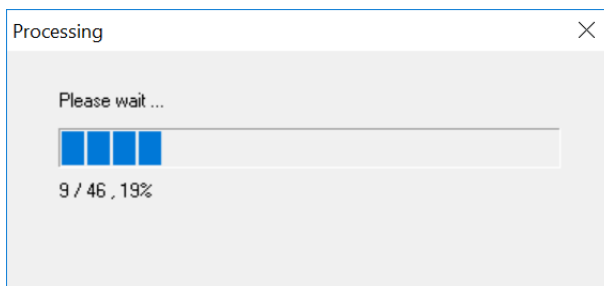 Processing
Please wait ...
9 / 46 , 19%